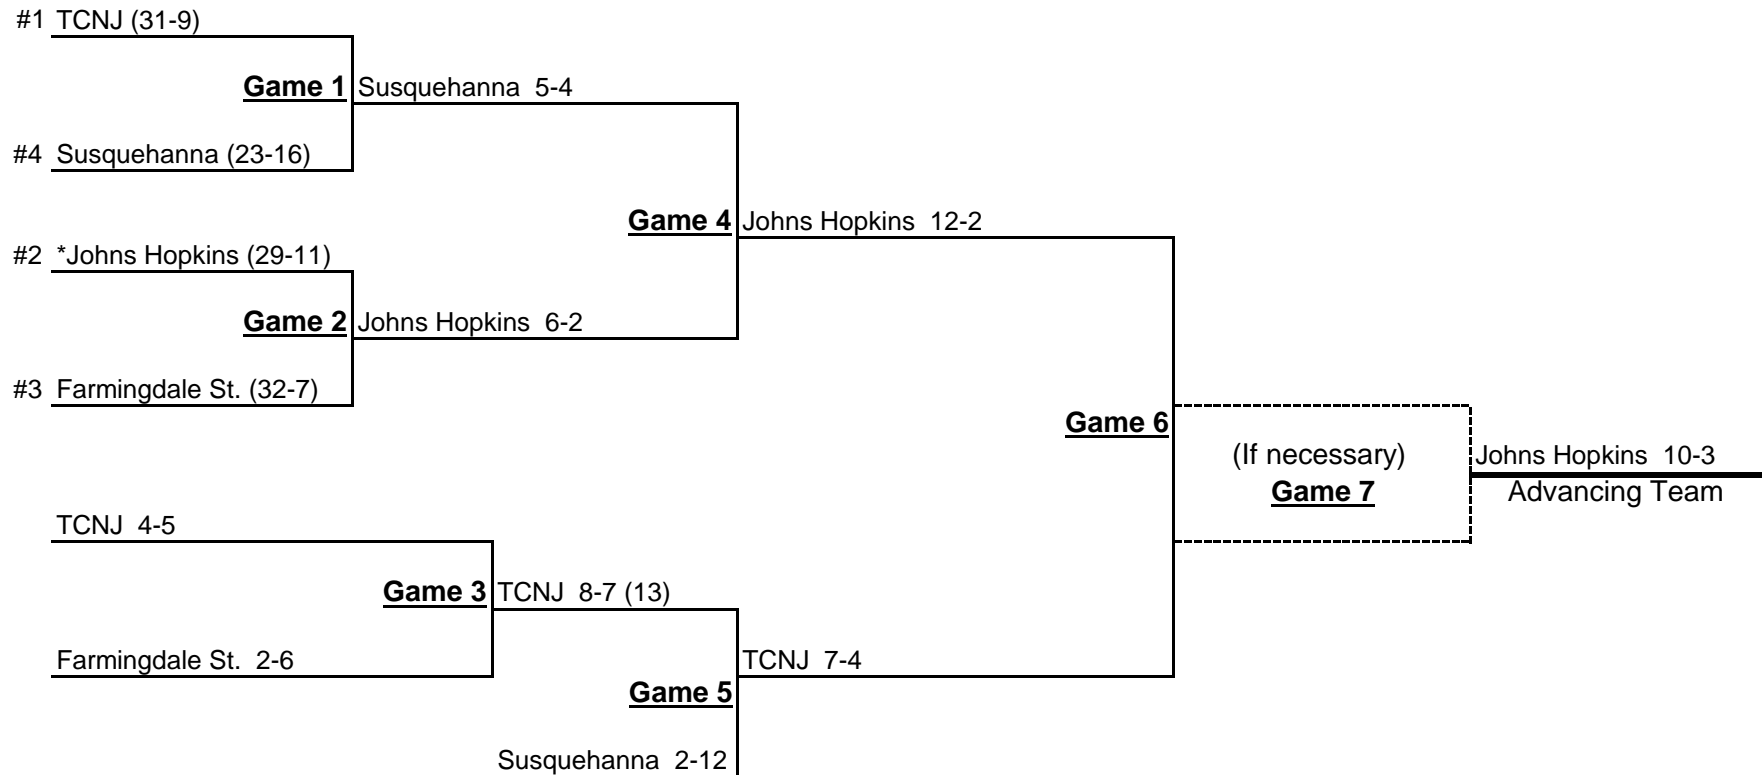 #1 TCNJ (31-9)
Game 1 Susquehanna 5-4
#4 Susquehanna (23-16)
Game 4 Johns Hopkins 12-2
#2 *Johns Hopkins (29-11)
Game 2 Johns Hopkins 6-2
#3 Farmingdale St. (32-7)
Game 6
(If necessary)
Game 7
Johns Hopkins 10-3
Advancing Team
TCNJ 4-5
Game 3 TCNJ 8-7 (13)
Farmingdale St. 2-6
TCNJ 7-4
Game 5
Susquehanna 2-12